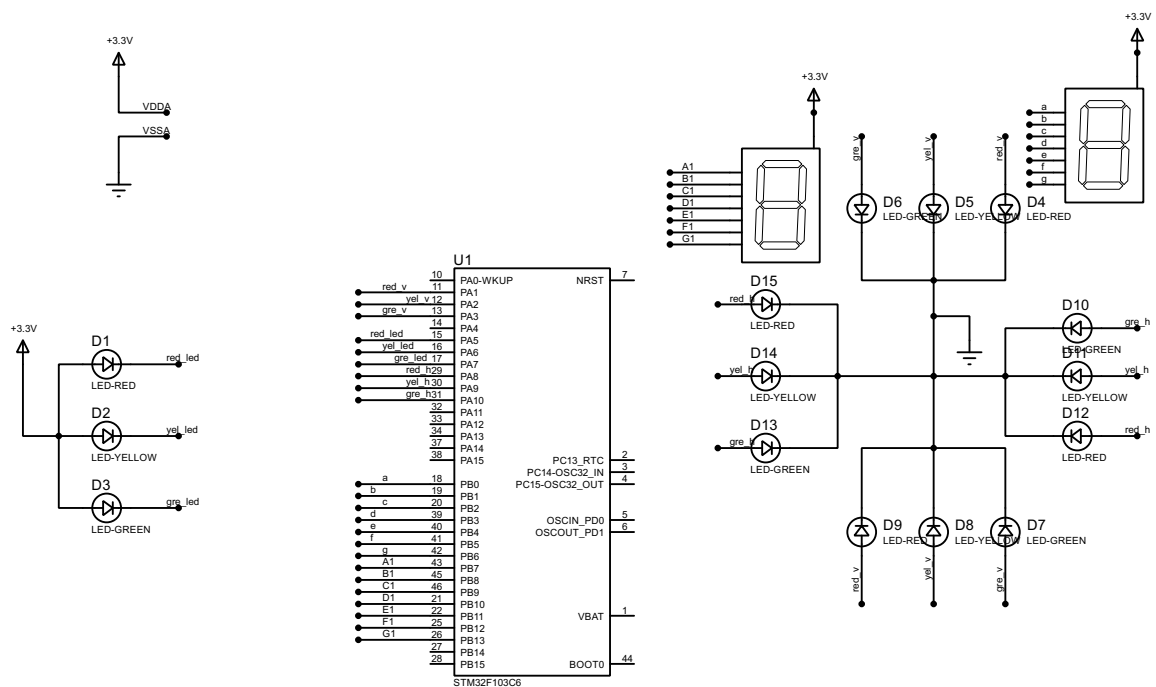 +3.3V
VDDA
VSSA
+3.3V
D1
LED-RED
red_led
D2
LED-YELLOW
yel_led
D3
LED-GREEN
gre_led
U1
10 PA0-WKUP
red_v 11 PA1
yel_v 12 PA2
gre_v 13 PA3
14 PA4
red_led 15 PA5
yel_led 16 PA6
gre_led 17 PA7
red_h 29 PA8
yel_h 30 PA9
gre_h 31 PA10
32 PA11
33 PA12
34 PA13
37 PA14
38 PA15
a 18 PB0
b 19 PB1
c 20 PB2
d 39 PB3
e 40 PB4
f 41 PB5
g 42 PB6
A1 43 PB7
B1 45 PB8
C1 46 PB9
D1 21 PB10
E1 22 PB11
F1 25 PB12
G1 26 PB13
27 PB14
28 PB15
NRST 7
PC13_RTC 2
PC14-OSC32_IN 3
PC15-OSC32_OUT 4
OSCIN_PD0 5
OSCOUT_PD1 6
VBAT 1
BOOT0 44
STM32F103C6
+3.3V
A1
B1
C1
D1
E1
F1
G1
+3.3V
a
b
c
d
e
f
g
gre_v
yel_v
red_v
D6
LED-GREEN
D5
LED-YELLOW
D4
LED-RED
D15
red_h
LED-RED
D14
yel_h
LED-YELLOW
D13
gre_h
LED-GREEN
D10
gre_h
LED-GREEN
D11
yel_h
LED-YELLOW
D12
red_h
LED-RED
D9
LED-RED
D8
LED-YELLOW
D7
LED-GREEN
red_v
yel_v
gre_v